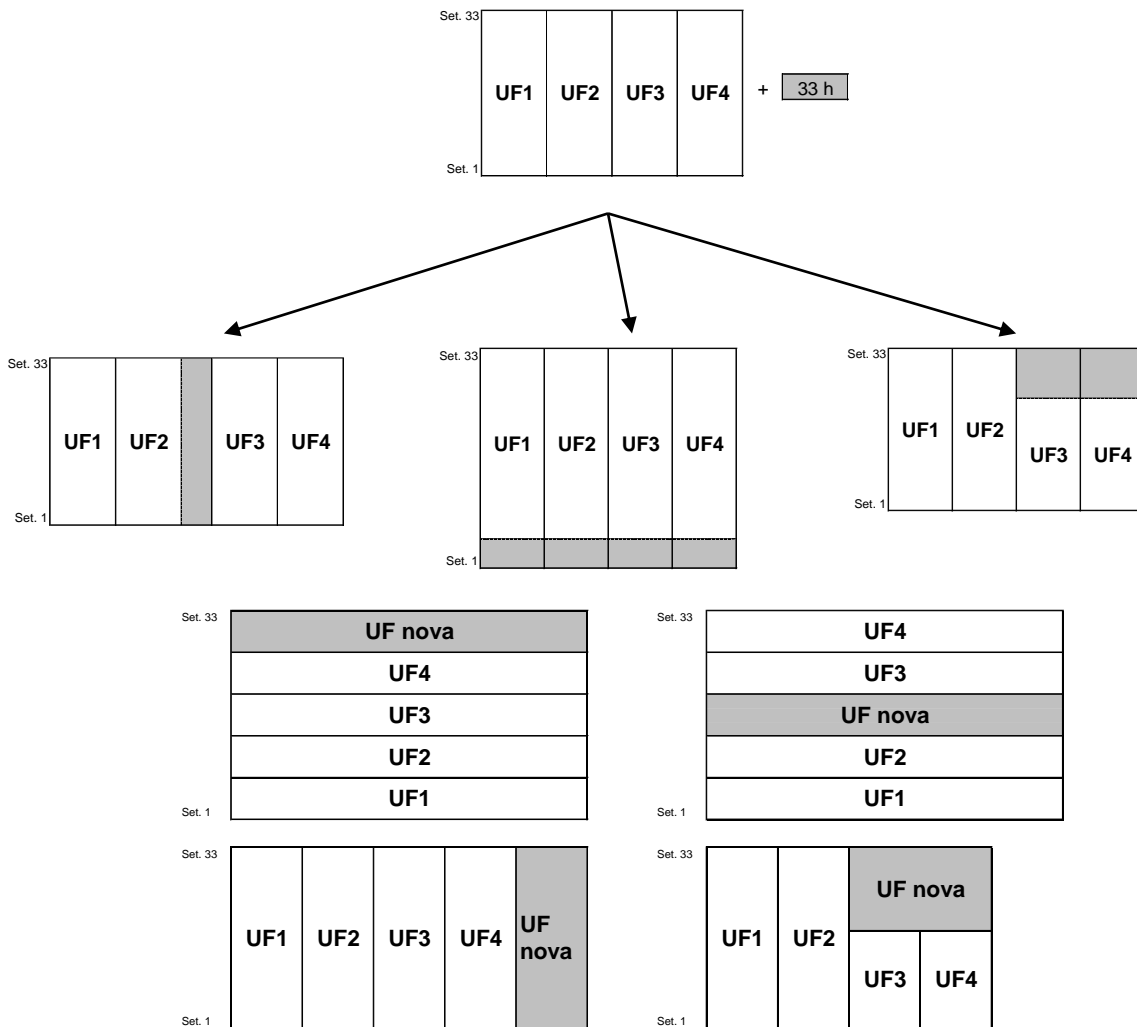 Set. 33
UF1 UF2 UF3 UF4 + 33 h
Set. 1
Set. 33
UF1 UF2 UF3 UF4
Set. 1
Set. 33
UF1 UF2 UF3 UF4
Set. 1
Set. 33
UF1 UF2 UF3 UF4
Set. 1
Set. 33
UF nova
UF4
UF3
UF2
UF1
Set. 1
Set. 33
UF4
UF3
UF nova
UF2
UF1
Set. 1
Set. 33
UF1 UF2 UF3 UF4 UF
nova
Set. 1
Set. 33
UF nova
UF1 UF2
UF3 UF4
Set. 1